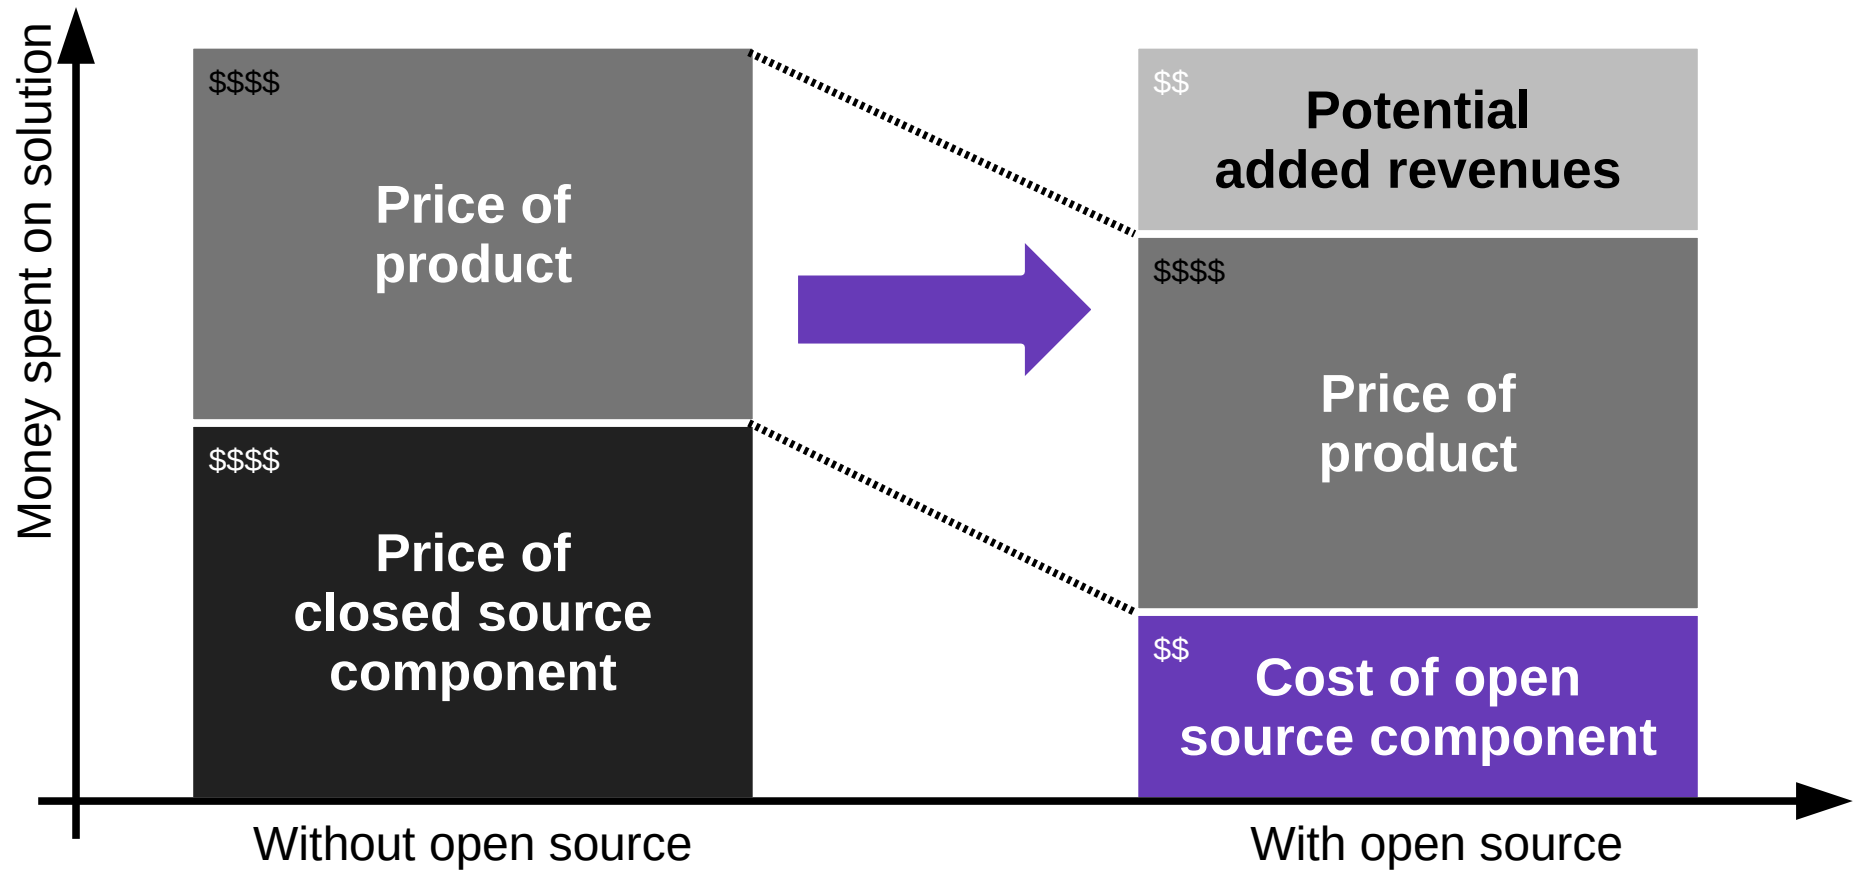 Money spent on solution
$$$$
Price of
product
$$$$
Price of
closed source
component
Without open source
$$
Potential
added revenues
$$$$
Price of
product
$$
Cost of open
source component
With open source